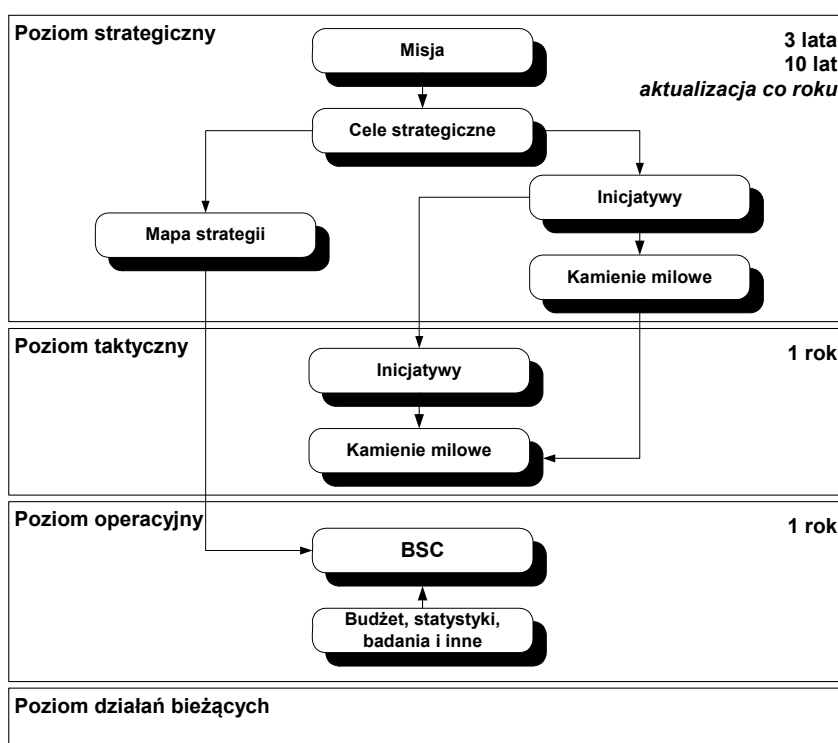 Poziom strategiczny
3 lata
10 lat
aktualizacja co roku
Misja
Cele strategiczne
Inicjatywy
Mapa strategii
Kamienie milowe
Poziom taktyczny
1 rok
Inicjatywy
Kamienie milowe
Poziom operacyjny
1 rok
BSC
Budżet, statystyki,
badania i inne
Poziom działań bieżących